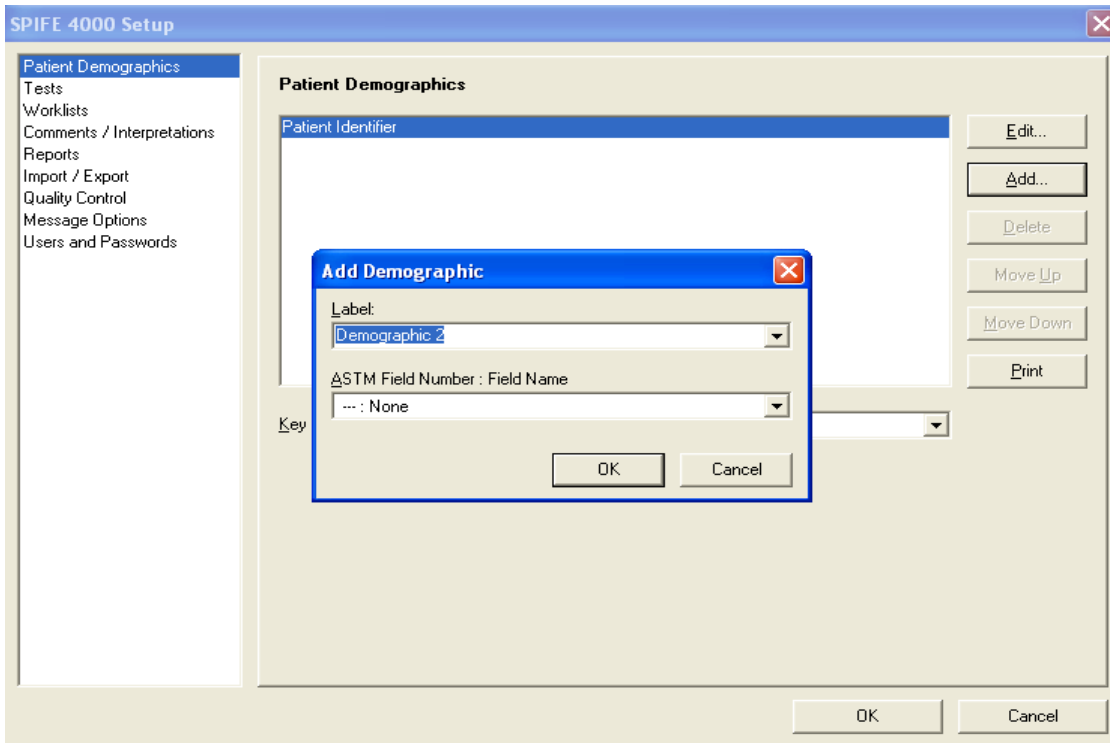 SPIFE 4000 Setup
Patient Demographics
Tests
Worklists
Comments / Interpretations
Reports
Import / Export
Quality Control
Message Options
Users and Passwords
Patient Demographics
Patient Identifier
Edit...
Add...
Delete
Move Up
Move Down
Print
Key
Add Demographic
Label:
Demographic 2
ASTM Field Number : Field Name
--- : None
OK
Cancel
OK
Cancel